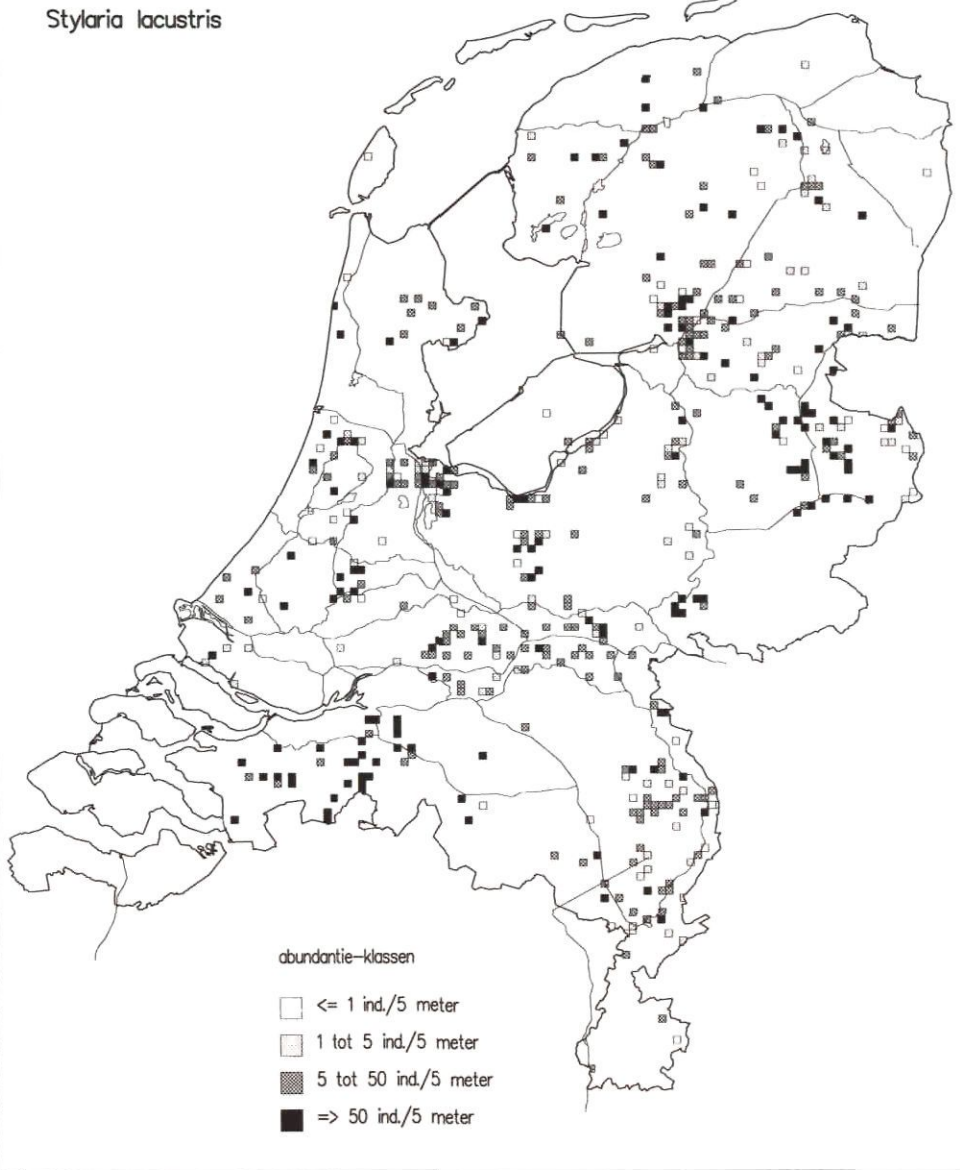 Stylaria lacustris
abundantie-klassen
<= 1 ind./5 meter
1 tot 5 ind./5 meter
5 tot 50 ind./5 meter
=> 50 ind./5 meter